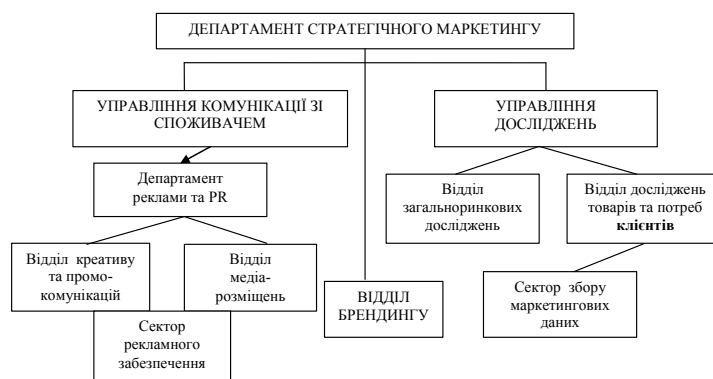 ДЕПАРТАМЕНТ СТРАТЕГІЧНОГО МАРКЕТИНГУ
УПРАВЛІННЯ КОМУНІКАЦІЇ ЗІ
СПОЖИВАЧЕМ
УПРАВЛІННЯ
ДОСЛІДЖЕНЬ
Департамент
реклами та PR
Відділ
загальноринкових
досліджень
Відділ досліджень
товарів та потреб
клієнтів
Відділ креативу
та промо-
комунікацій
Відділ
медіа-
розміщень
ВІДДІЛ
БРЕНДИНГУ
Сектор збору
маркетингових
даних
Сектор
рекламного
забезпечення